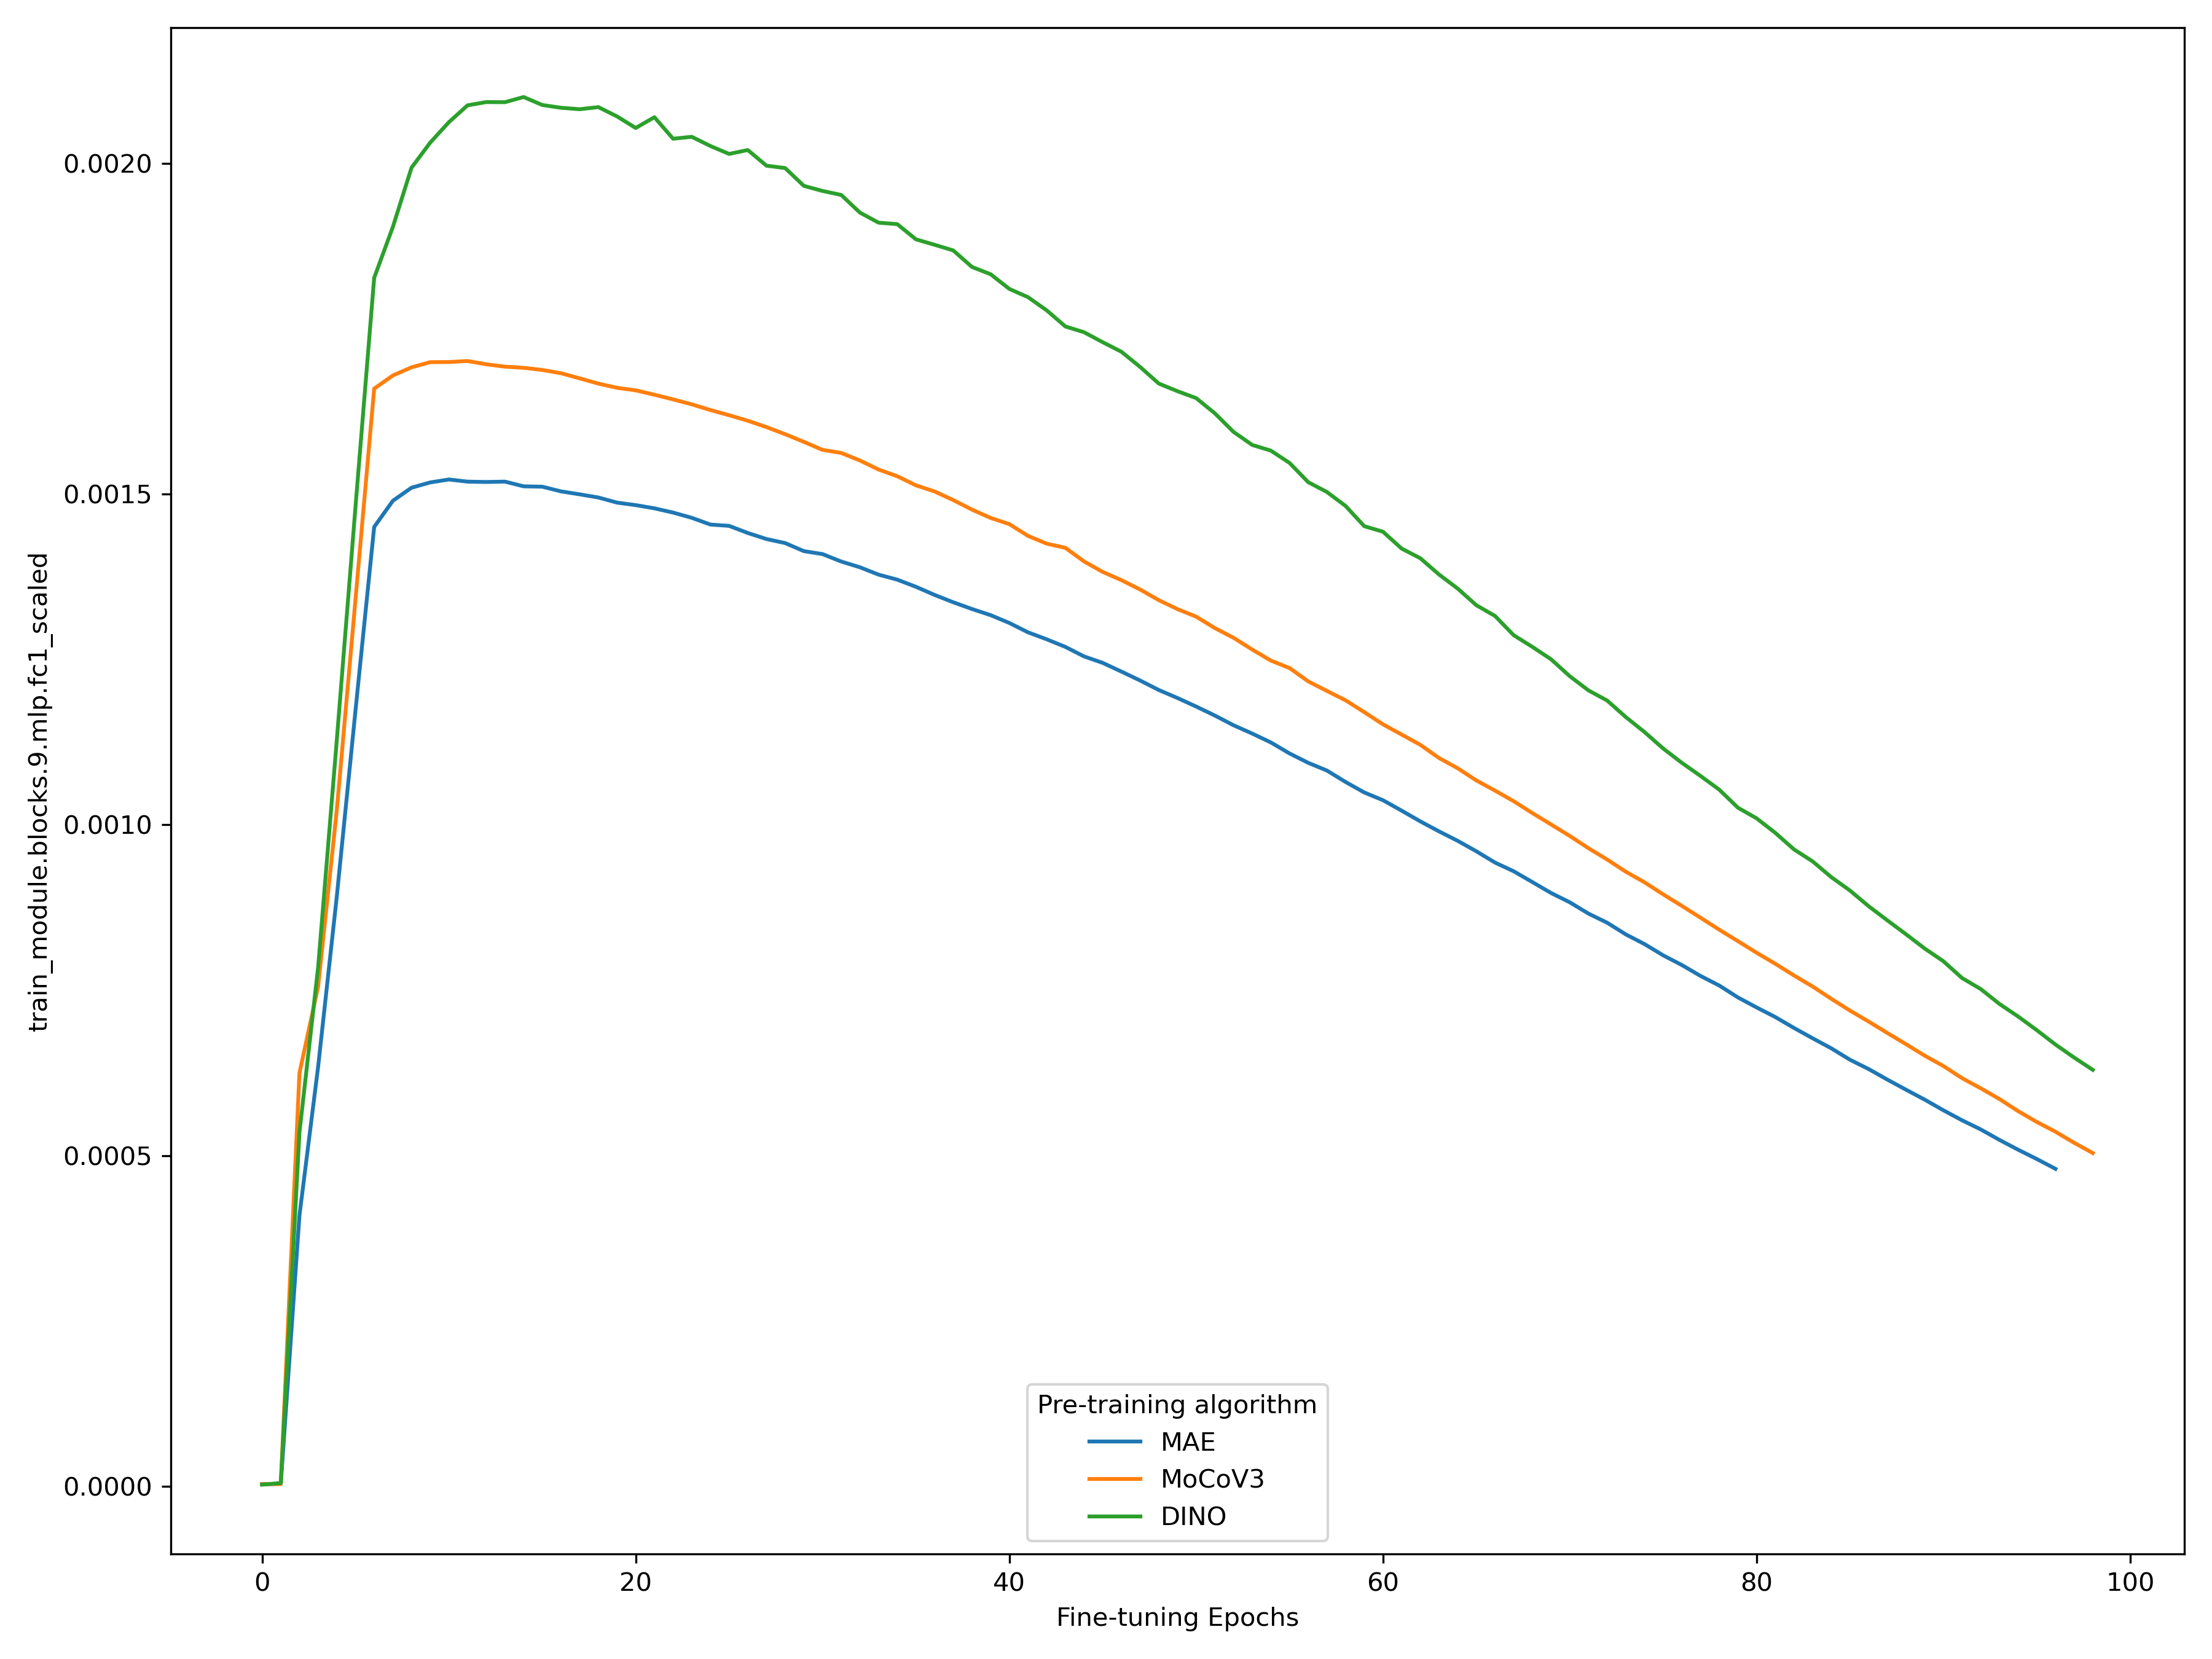 train_module.blocks.9.mlp.fc1_scaled
0.0020
0.0015
0.0010
0.0005
0.0000
Pre-training algorithm
MAE
MoCoV3
DINO
0 20 40 60 80 100
Fine-tuning Epochs